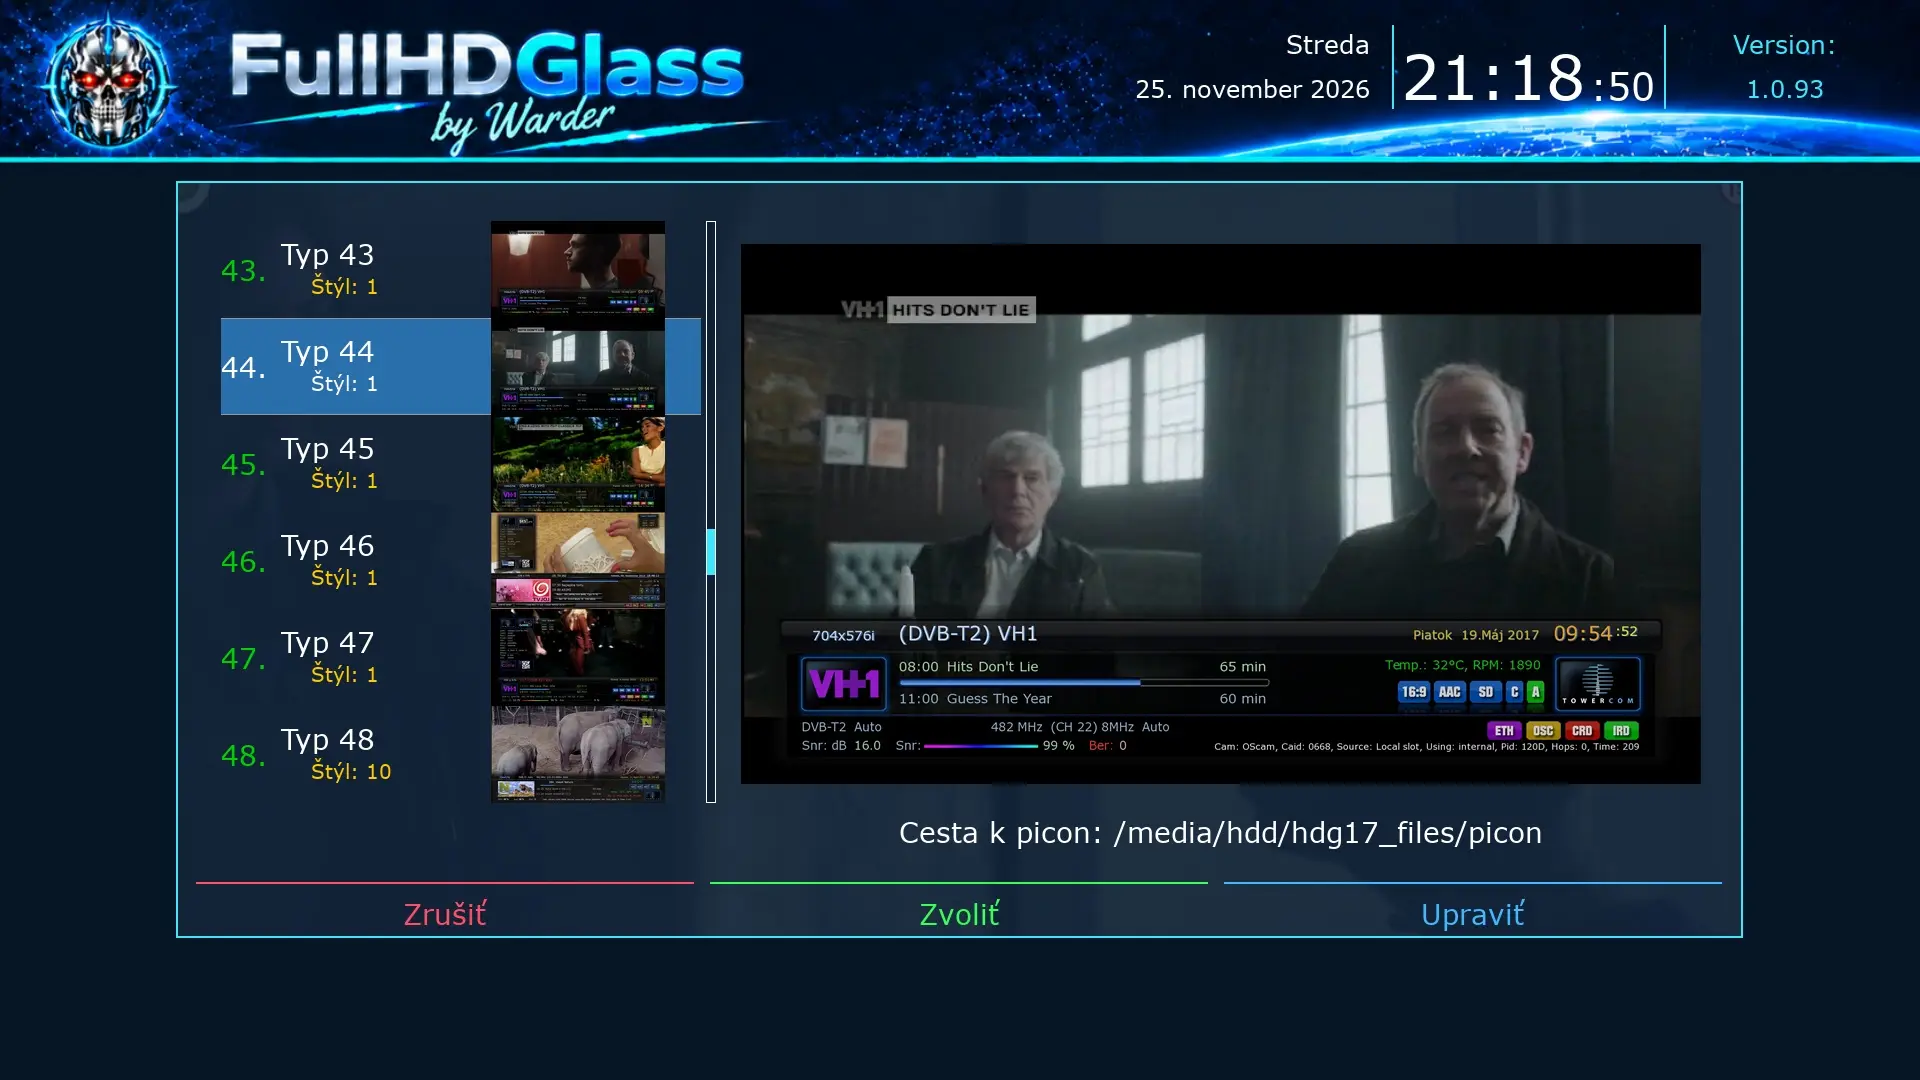 FullHDGlass
by Warder
Streda
25. november 2026
21:18:50
Version:
1.0.93
43. Typ 43
Štýl: 1
44. Typ 44
Štýl: 1
45. Typ 45
Štýl: 1
46. Typ 46
Štýl: 1
47. Typ 47
Štýl: 1
48. Typ 48
Štýl: 10
VH1 HITS DON'T LIE
704x576i (DVB-T2) VH1 Piatok 19.Máj 2017 09:54:52
VH1
08:00 Hits Don't Lie 65 min
11:00 Guess The Year 60 min
Temp.: 32°C, RPM: 1890
16:9 AAC SD C A
TOWERCOM
DVB-T2 Auto 482 MHz (CH 22) 8MHz Auto
ETH OSC CRD IRD
Snr: dB 16.0 Snr: 99 % Ber: 0
Cam: OScam, Caid: 0668, Source: Local slot, Using: internal, Pid: 120D, Hops: 0, Time: 209
Cesta k picon: /media/hdd/hdg17_files/picon
Zrušiť
Zvoliť
Upraviť